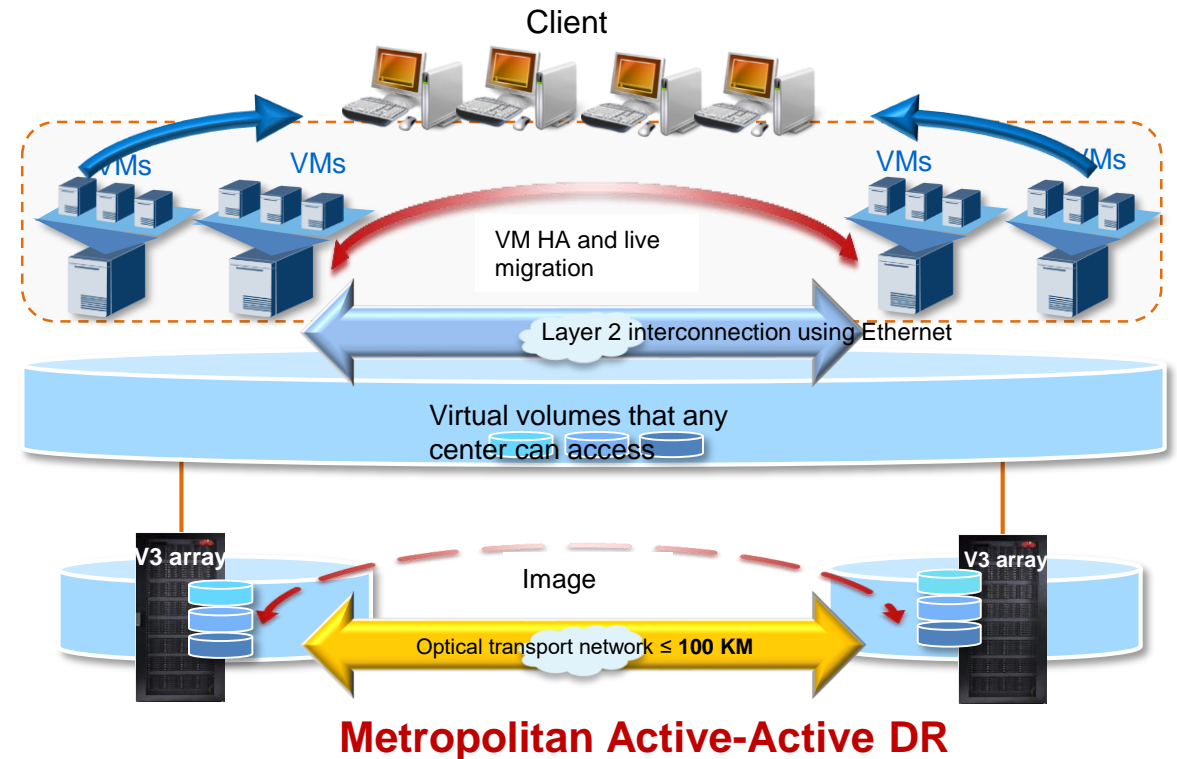 Client
VMs
VMs
VMs
VMs
VM HA and live
migration
Layer 2 interconnection using Ethernet
Virtual volumes that any
center can access
V3 array
V3 array
Image
Optical transport network ≤ 100 KM
Metropolitan Active-Active DR